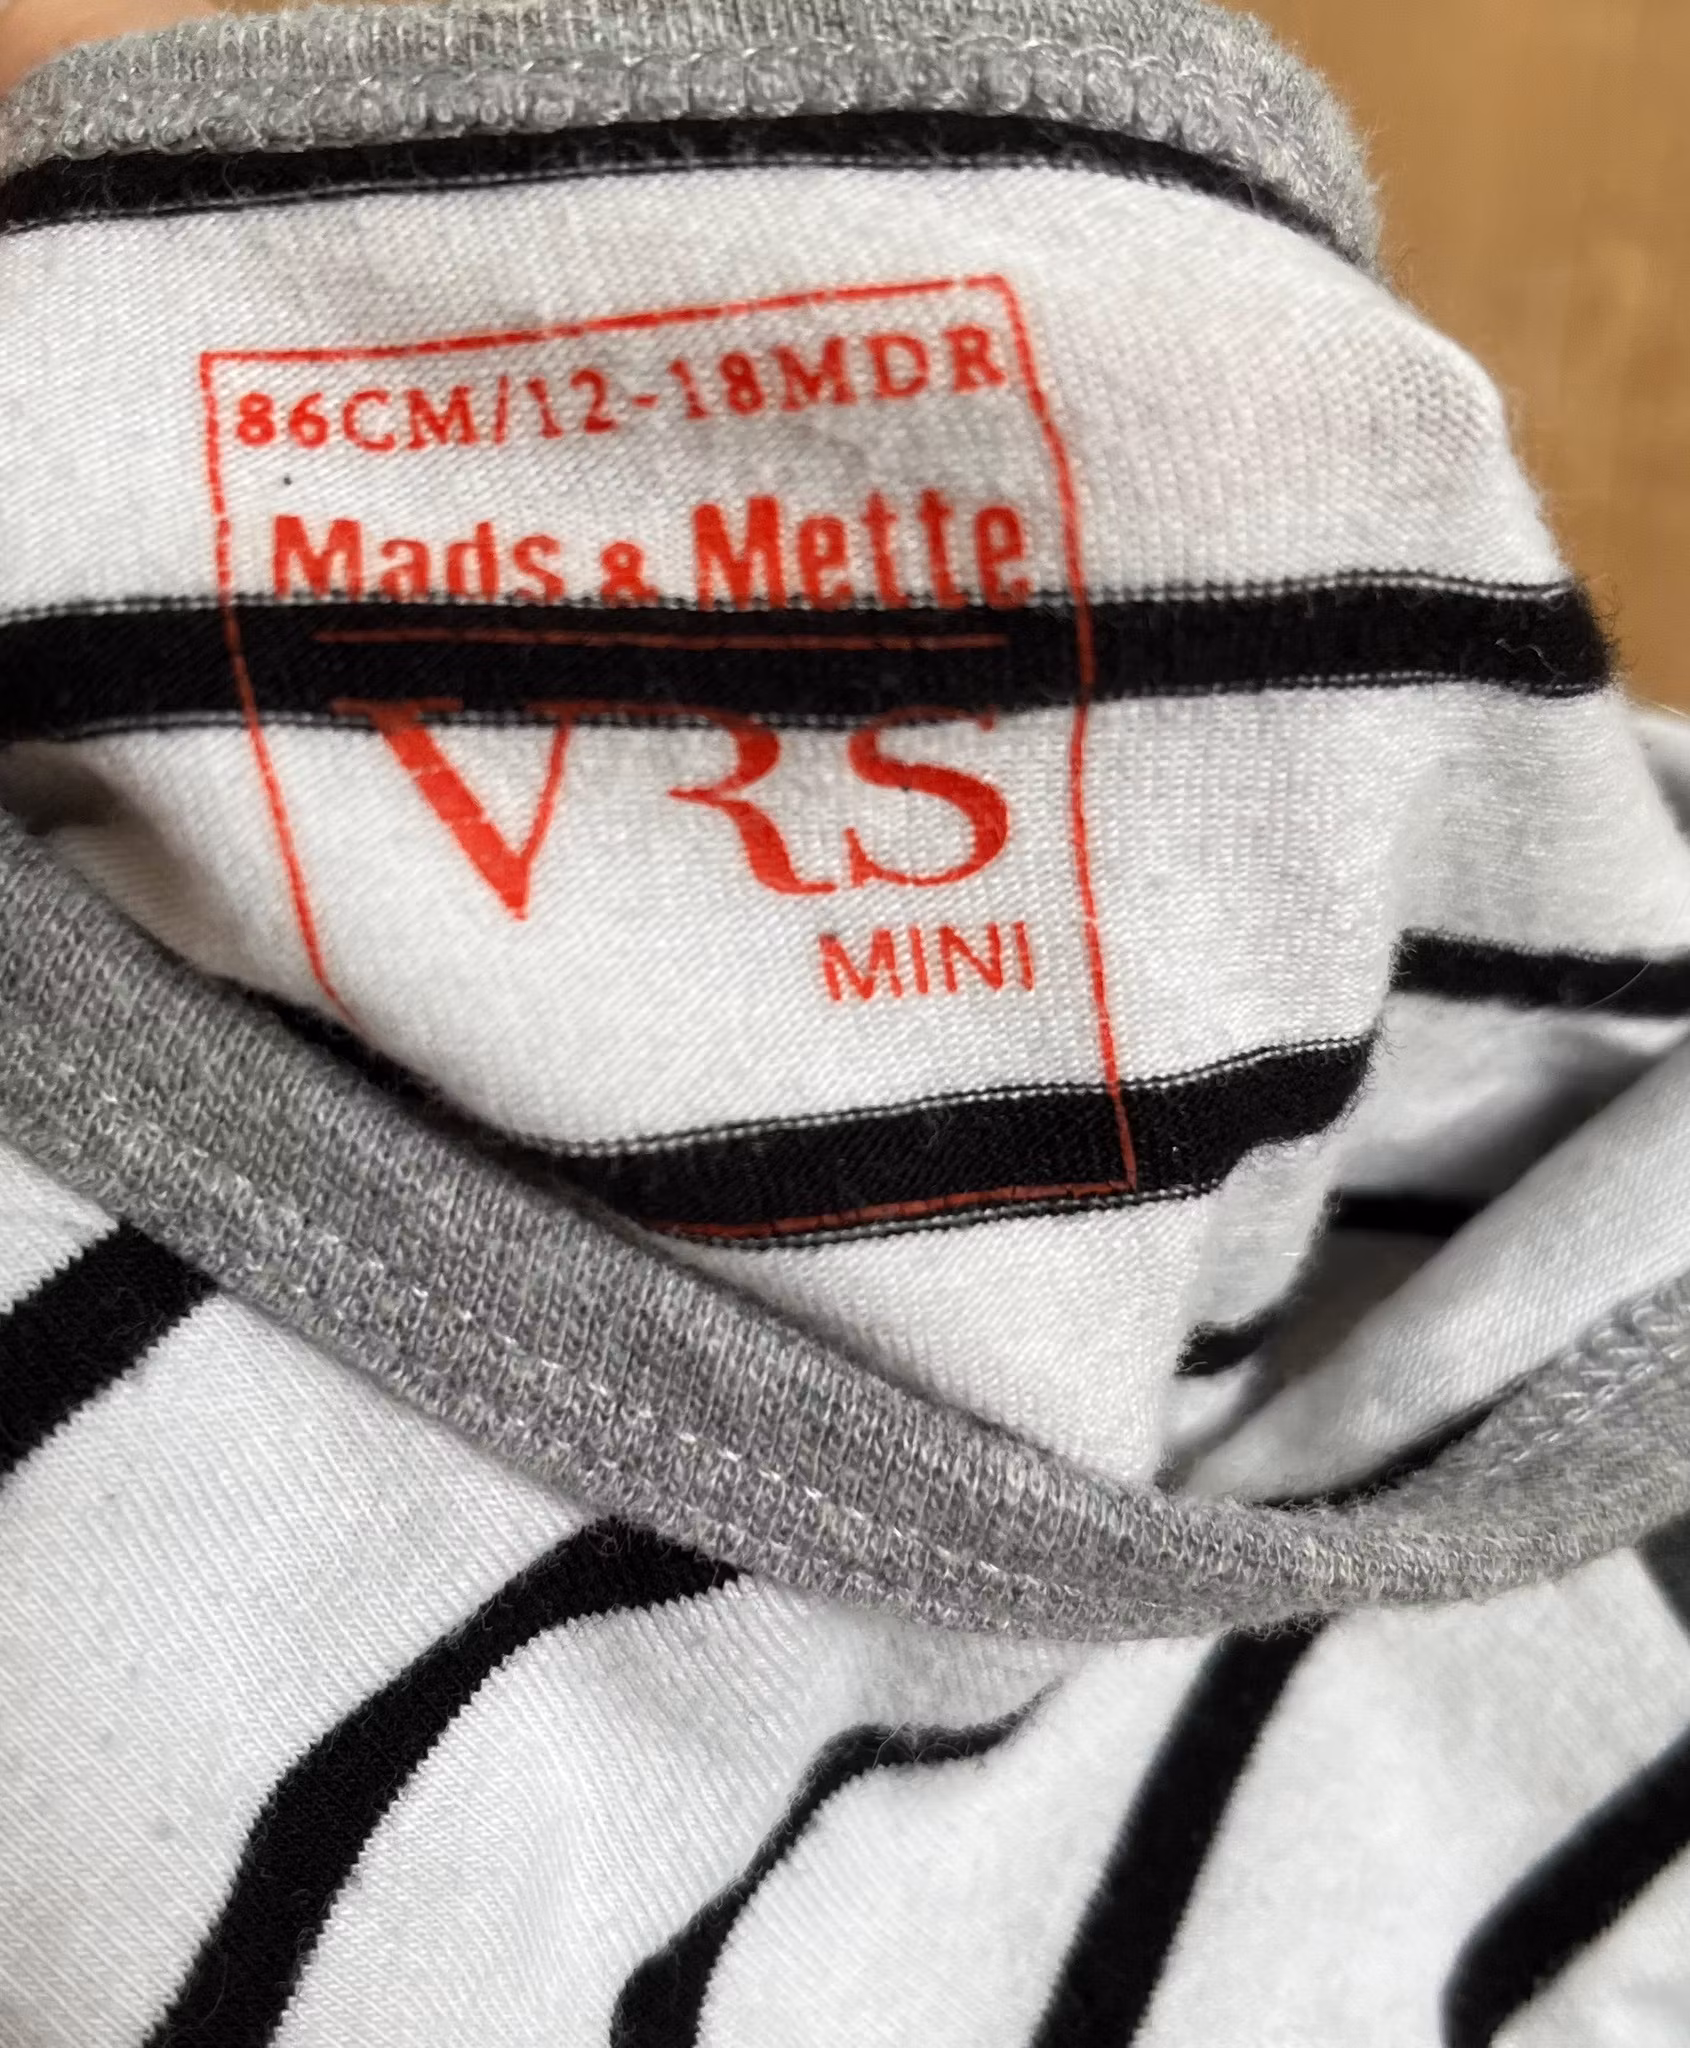 86CM/12-18MDR
Mads & Mette
VRS
MINI